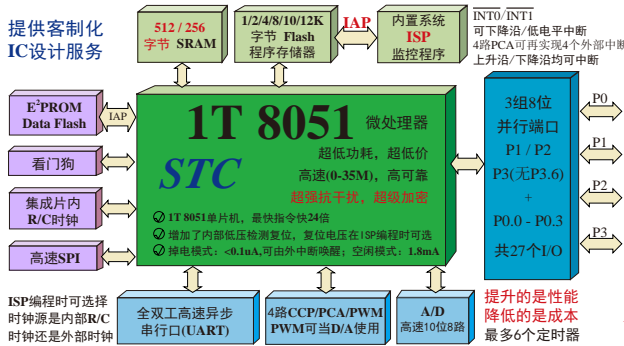 提供客制化
IC设计服务
512 / 256
字节 SRAM
1/2/4/8/10/12K
字节 Flash
程序存储器
IAP
内置系统
ISP
监控程序
INT0/INT1
可下降沿/低电平中断
4路PCA可再实现4个外部中断
上升沿/下降沿均可中断
E²PROM
Data Flash
IAP
看门狗
集成片内
R/C时钟
高速SPI
1T 8051 微处理器
STC
超低功耗，超低价
高速(0-35M)，高可靠
超强抗干扰，超级加密
1T 8051单片机，最快指令快24倍
增加了内部低压检测复位，复位电压在ISP编程时可选
掉电模式：<0.1uA,可由外中断唤醒；空闲模式：1.8mA
3组8位
并行端口
P1 / P2
P3(无P3.6)
+
P0.0 - P0.3
共27个I/O
P0
P1
P2
P3
ISP编程时可选择
时钟源是内部R/C
时钟还是外部时钟
全双工高速异步
串行口(UART)
4路CCP/PCA/PWM
PWM可当D/A使用
A/D
高速10位8路
提升的是性能
降低的是成本
最多6个定时器